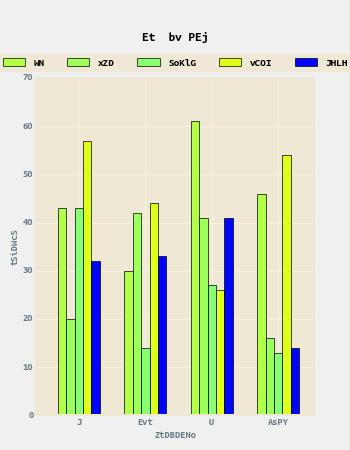 Et  bv PEj
WN xZD SoKlG vCOI JHLH
70
60
50
40
30
20
10
0
tSiDWcS
J Evt U AsPY
ZtDBDENo